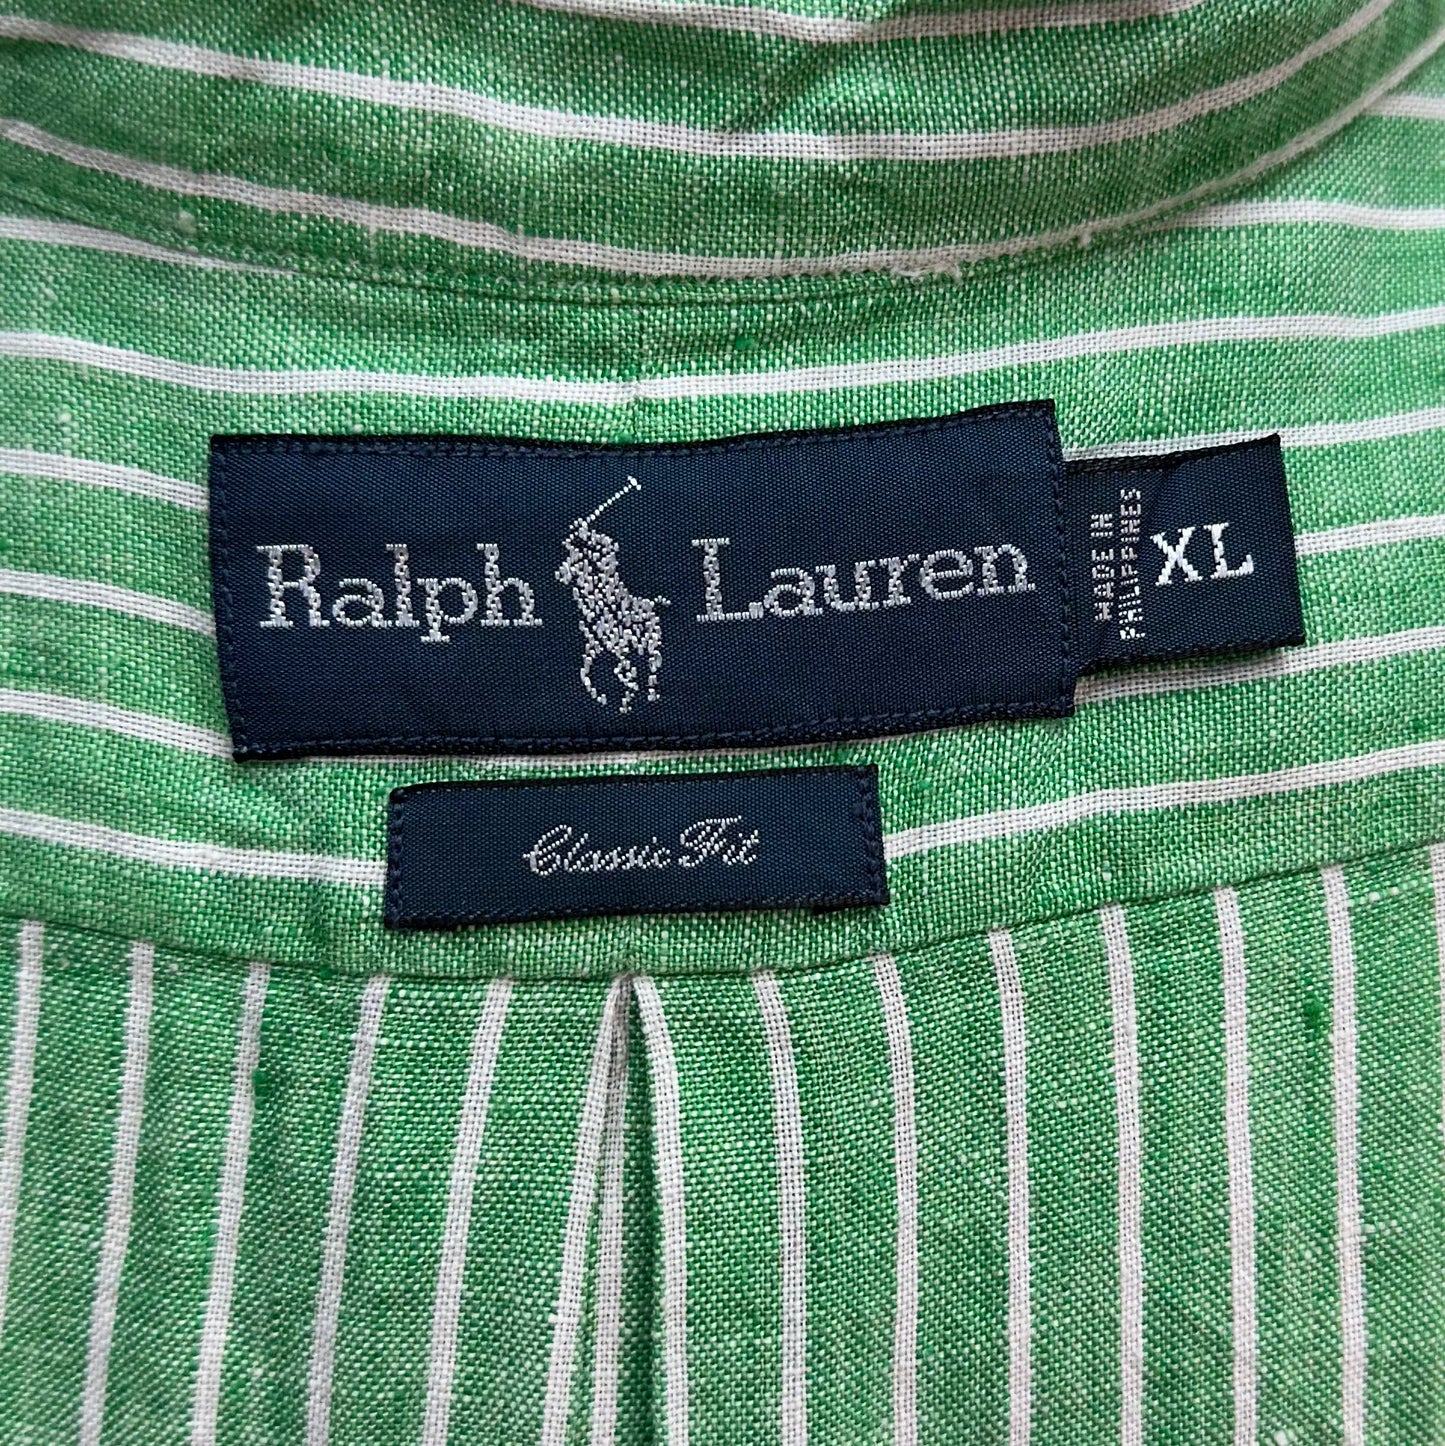 Ralph Lauren
MADE IN
PHILIPPINES
XL
Classic Fit